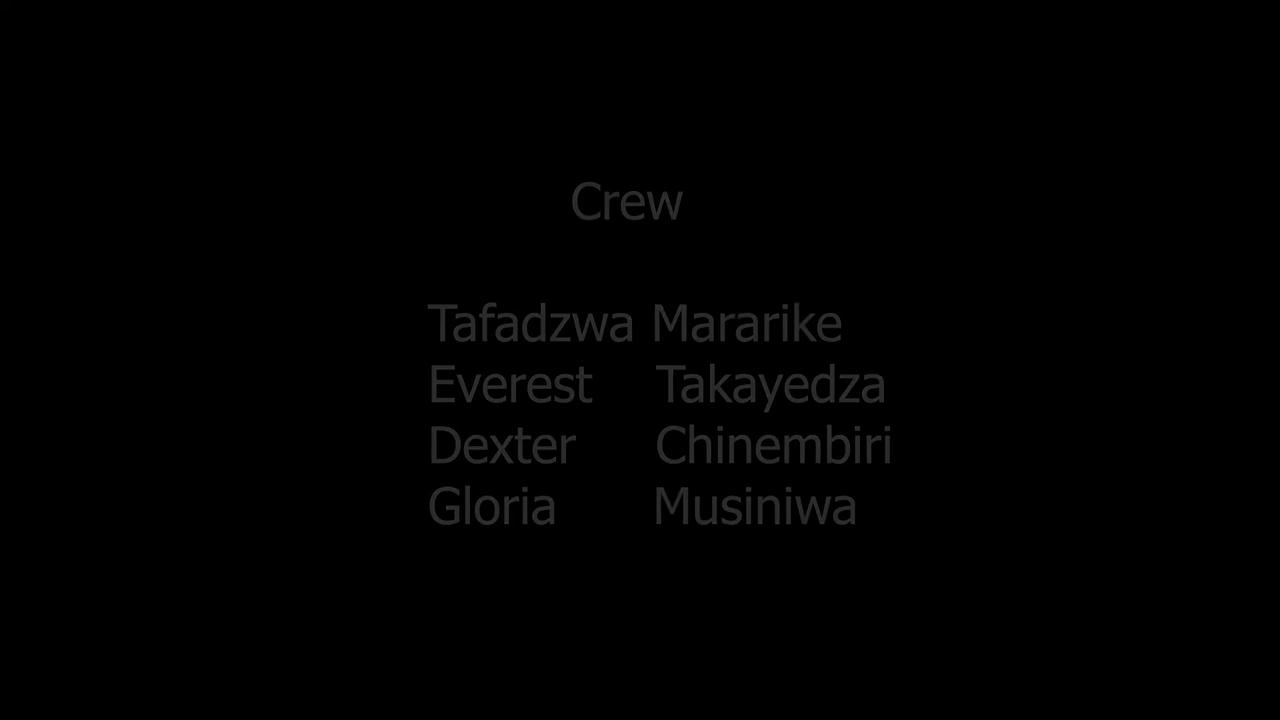 Crew
Tafadzwa Mararike
Everest Takayedza
Dexter Chinembiri
Gloria Musiniwa